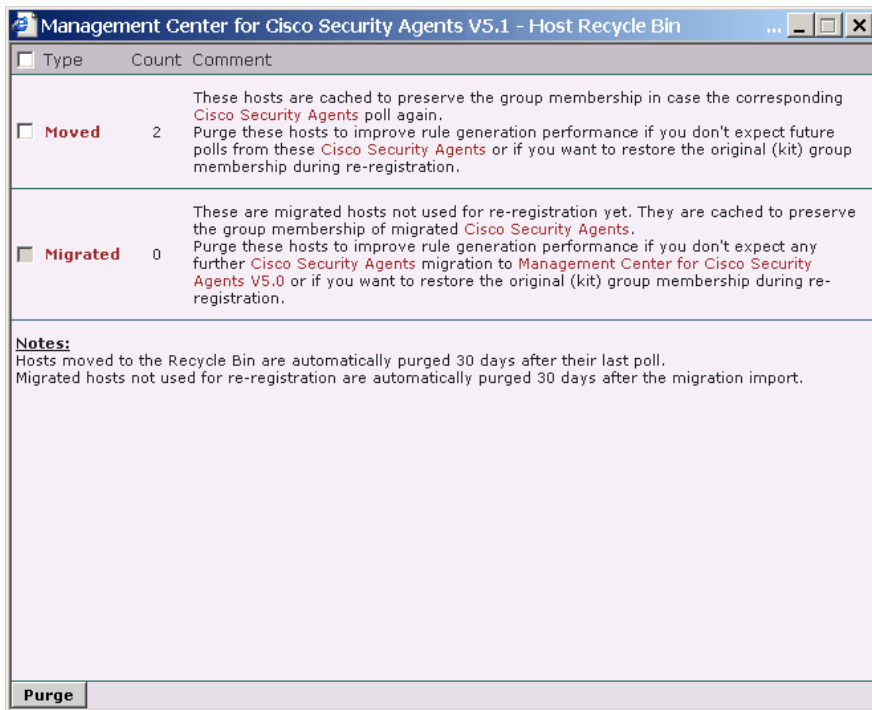 Management Center for Cisco Security Agents V5.1 - Host Recycle Bin ...
Type Count Comment
These hosts are cached to preserve the group membership in case the corresponding
Cisco Security Agents poll again.
Moved 2 Purge these hosts to improve rule generation performance if you don't expect future
polls from these Cisco Security Agents or if you want to restore the original (kit) group
membership during re-registration.
These are migrated hosts not used for re-registration yet. They are cached to preserve
the group membership of migrated Cisco Security Agents.
Purge these hosts to improve rule generation performance if you don't expect any
Migrated 0 further Cisco Security Agents migration to Management Center for Cisco Security
Agents V5.0 or if you want to restore the original (kit) group membership during re-
registration.
Notes:
Hosts moved to the Recycle Bin are automatically purged 30 days after their last poll.
Migrated hosts not used for re-registration are automatically purged 30 days after the migration import.
Purge